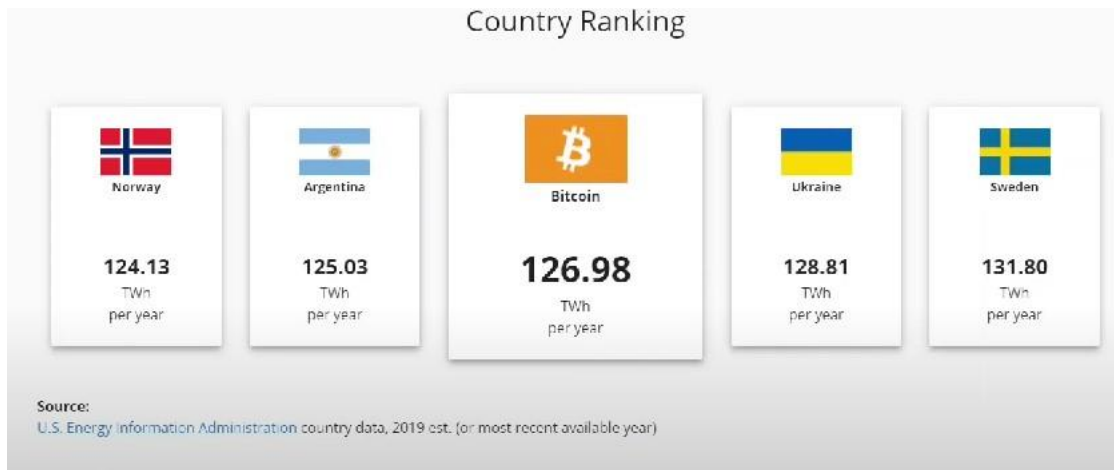 Country Ranking
Norway
124.13
TWh
per year
Argentina
125.03
TWh
per year
Bitcoin
126.98
TWh
per year
Ukraine
128.81
TWh
per year
Sweden
131.80
TWh
per year
Source:
U.S. Energy Information Administration country data, 2019 est. (or most recent available year)